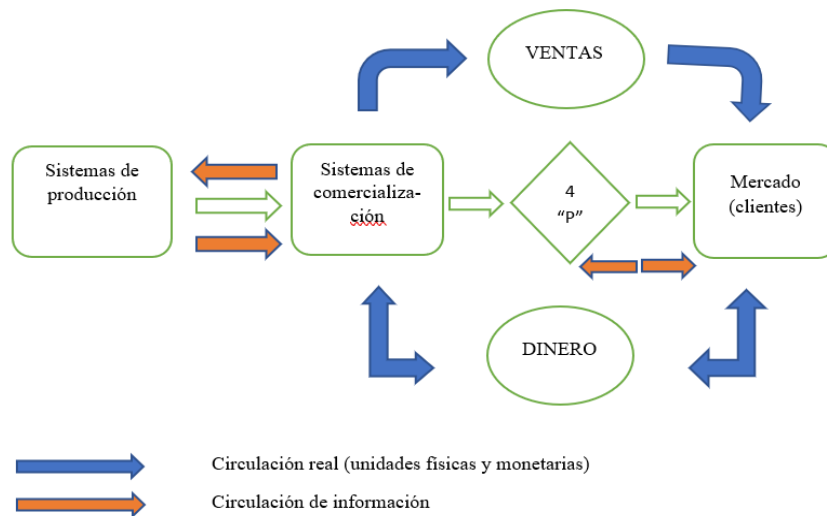 VENTAS
Sistemas de
producción
Sistemas de
comercializa-
ción
4
“P”
Mercado
(clientes)
DINERO
Circulación real (unidades físicas y monetarias)
Circulación de información